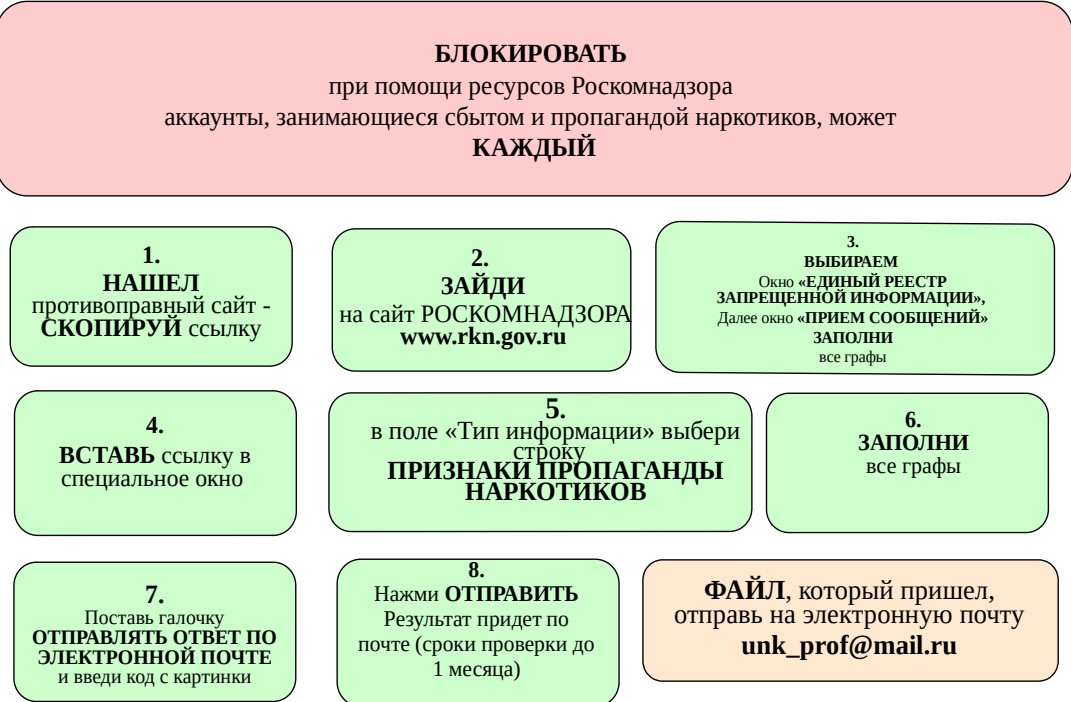 БЛОКИРОВАТЬ
при помощи ресурсов Роскомнадзора
аккаунты, занимающиеся сбытом и пропагандой наркотиков, может
КАЖДЫЙ
1.
НАШЕЛ
противоправный сайт -
СКОПИРУЙ ссылку
2.
ЗАЙДИ
на сайт РОСКОМНАДЗОРА
www.rkn.gov.ru
3.
ВЫБИРАЕМ
Окно «ЕДИНЫЙ РЕЕСТР
ЗАПРЕЩЕННОЙ ИНФОРМАЦИИ»,
Далее окно «ПРИЕМ СООБЩЕНИЙ»
ЗАПОЛНИ
все графы
4.
ВСТАВЬ ссылку в
специальное окно
5.
в поле «Тип информации» выбери
строку
ПРИЗНАКИ ПРОПАГАНДЫ
НАРКОТИКОВ
6.
ЗАПОЛНИ
все графы
7.
Поставь галочку
ОТПРАВЛЯТЬ ОТВЕТ ПО
ЭЛЕКТРОННОЙ ПОЧТЕ
и введи код с картинки
8.
Нажми ОТПРАВИТЬ
Результат придет по
почте (сроки проверки до
1 месяца)
ФАЙЛ, который пришел,
отправь на электронную почту
unk_prof@mail.ru